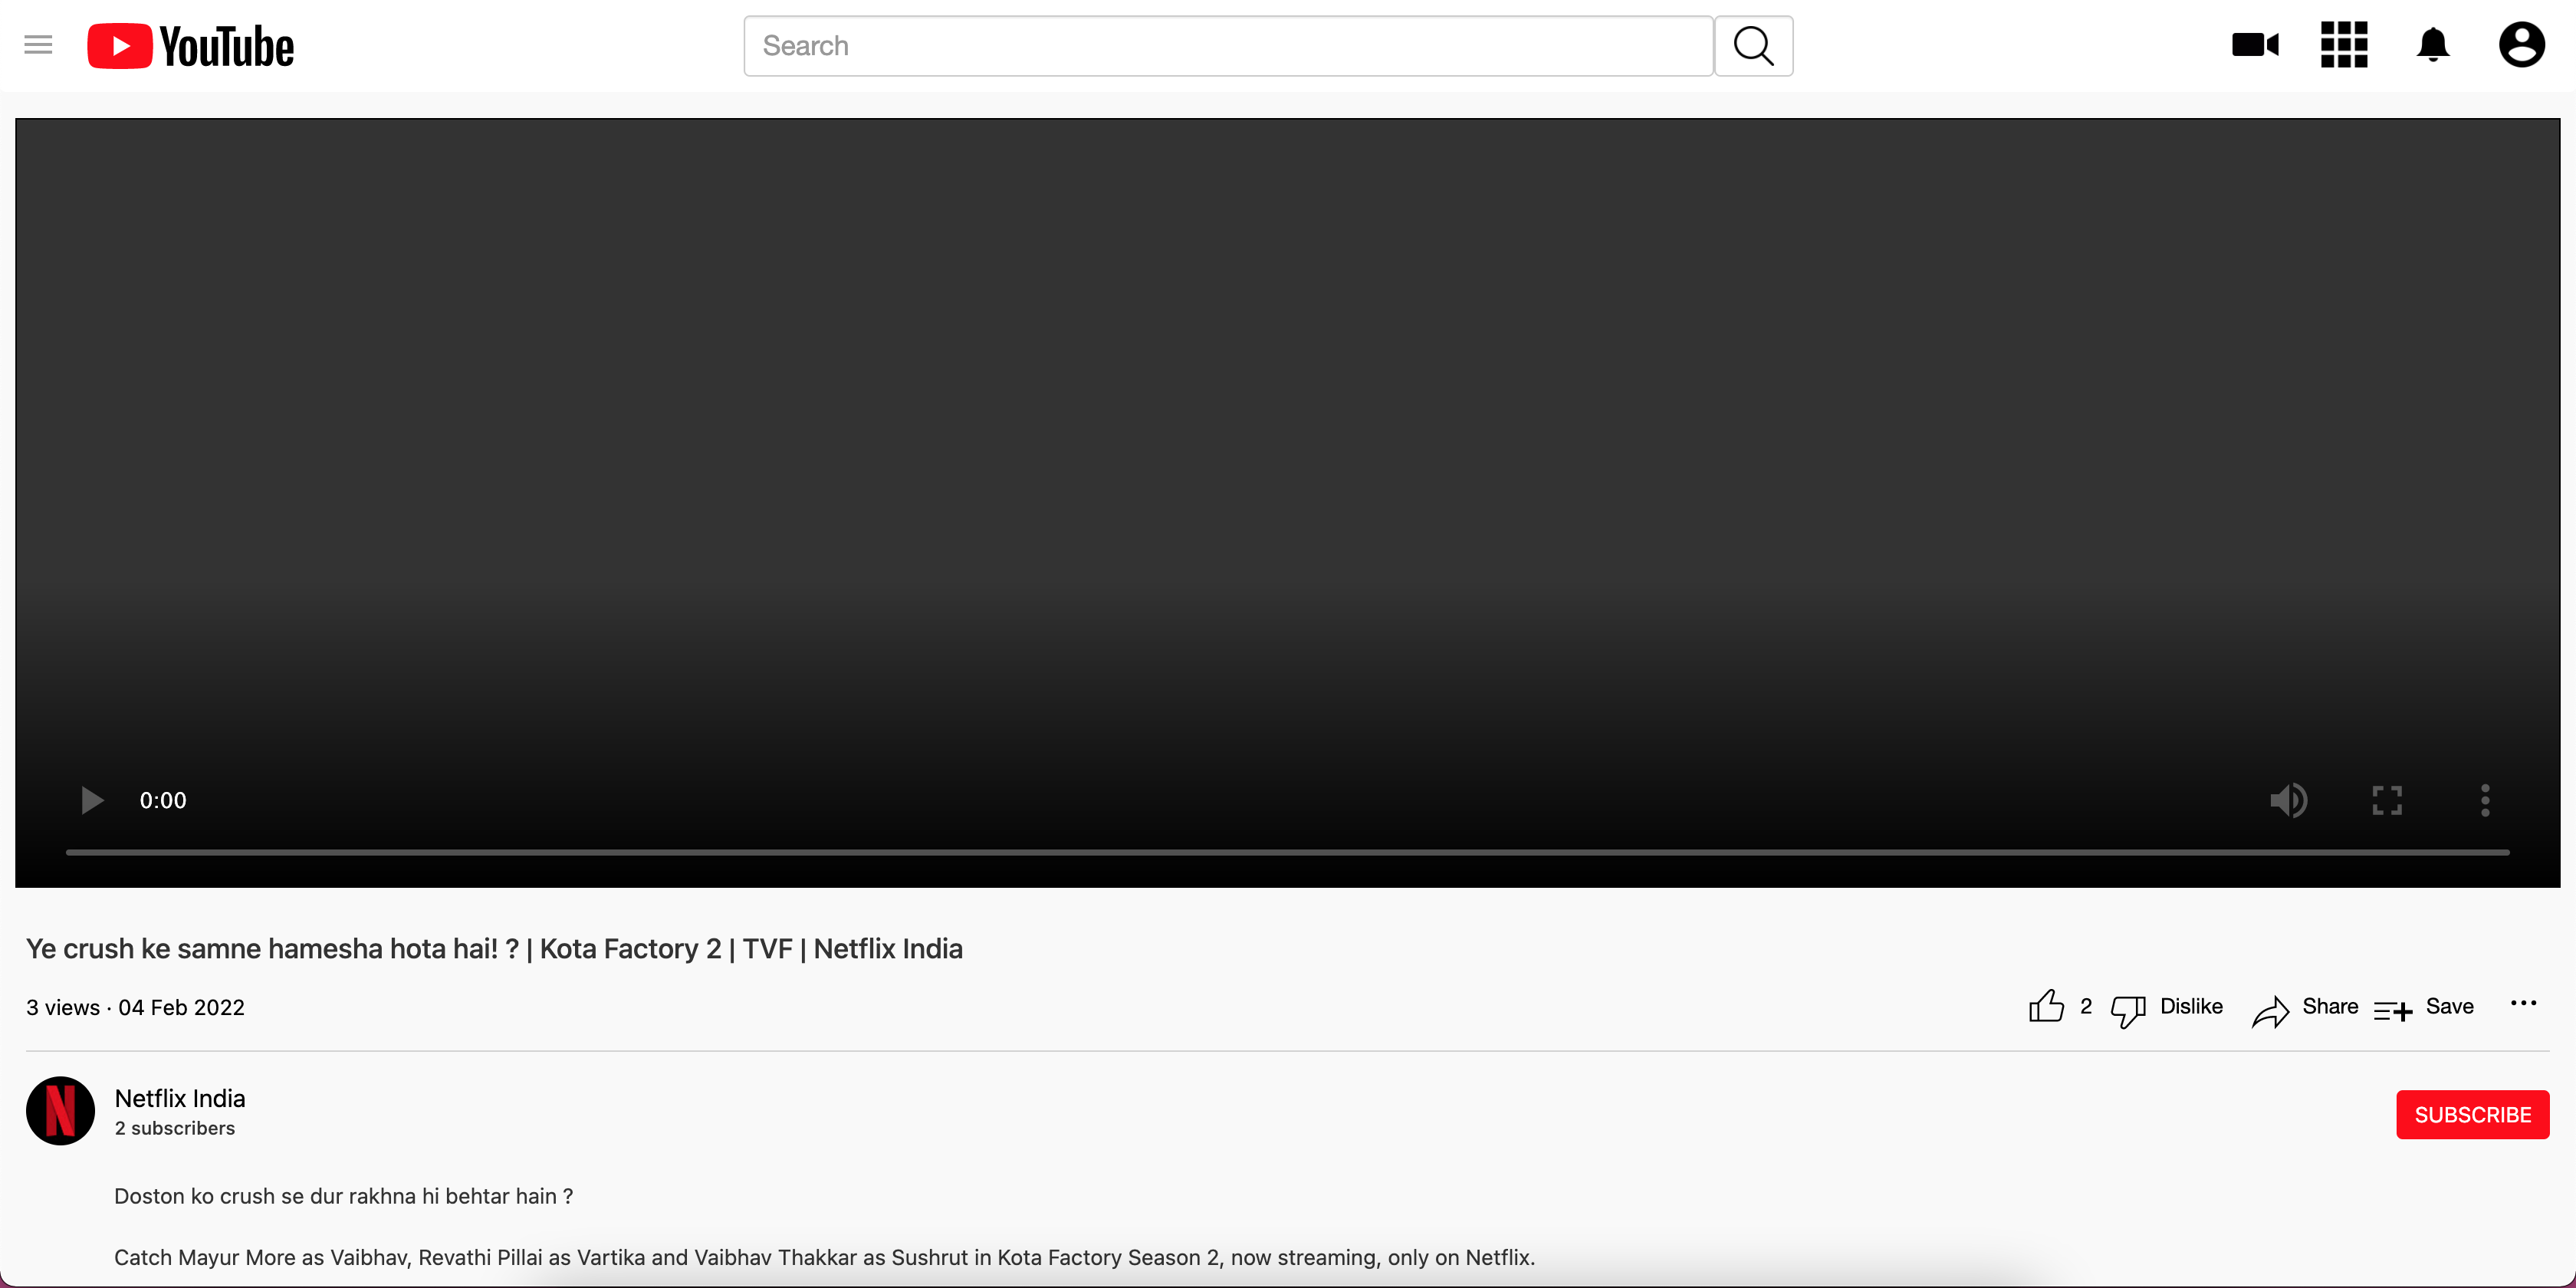 YouTube
Search
0:00
Ye crush ke samne hamesha hota hai! ? | Kota Factory 2 | TVF | Netflix India
3 views · 04 Feb 2022
2 Dislike Share Save
N
Netflix India
2 subscribers
SUBSCRIBE
Doston ko crush se dur rakhna hi behtar hain ?
Catch Mayur More as Vaibhav, Revathi Pillai as Vartika and Vaibhav Thakkar as Sushrut in Kota Factory Season 2, now streaming, only on Netflix.